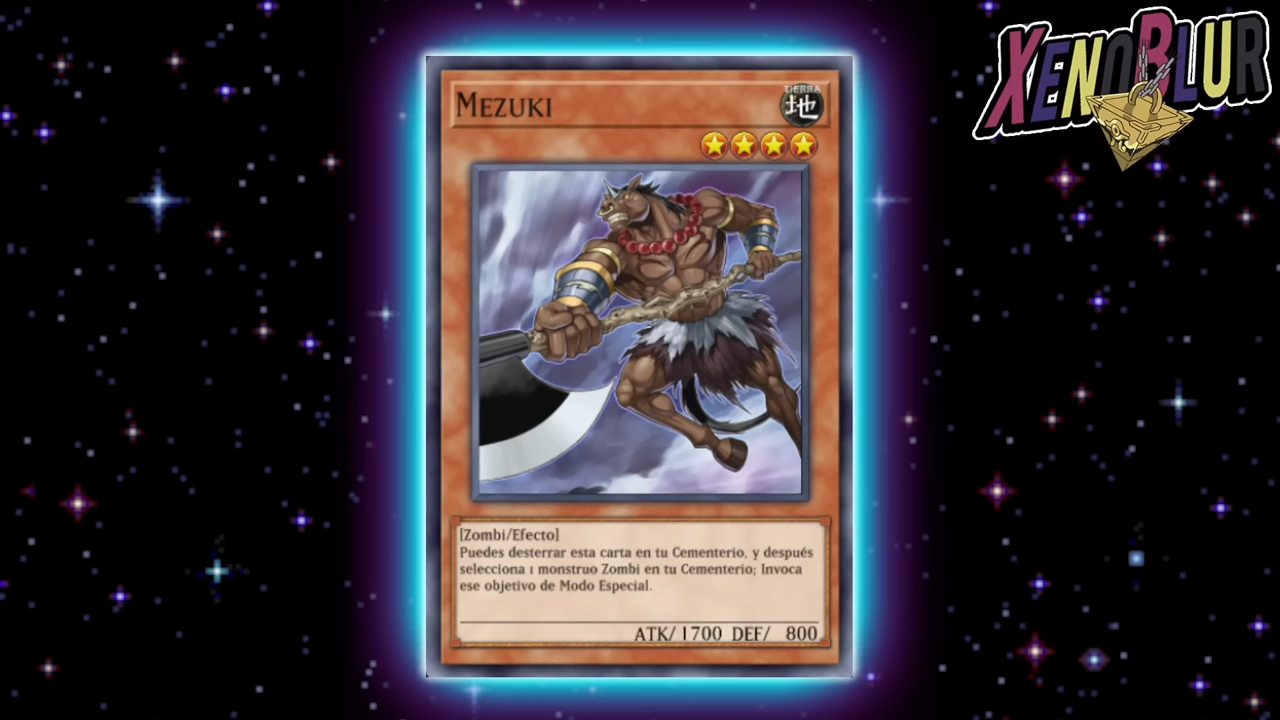 XENOBLUR
MEZUKI
TIERRA
地
[Zombi/Efecto]
Puedes desterrar esta carta en tu Cementerio, y después
selecciona 1 monstruo Zombi en tu Cementerio; Invoca
ese objetivo de Modo Especial.
ATK/ 1700 DEF/ 800